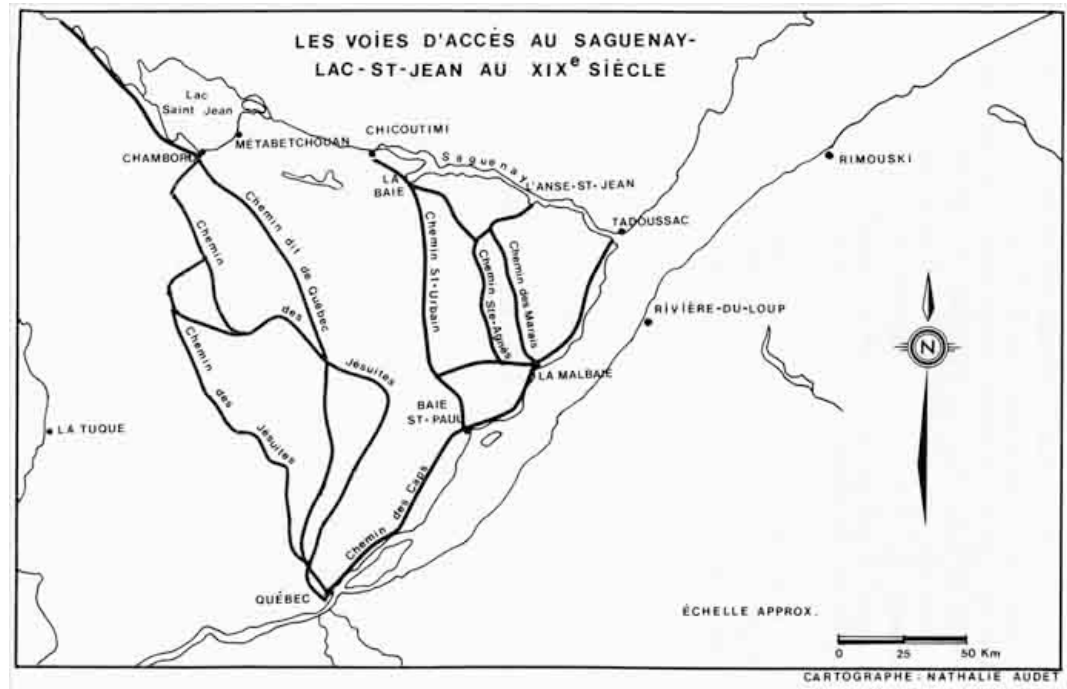 LES VOIES D'ACCÈS AU SAGUENAY-
LAC-ST-JEAN AU XIXe SIÈCLE
Lac
Saint Jean
MÉTABETCHOUAN
CHAMBORD
CHICOUTIMI
Saguenay
LA
BAIE
L'ANSE-ST-JEAN
TADOUSSAC
RIMOUSKI
RIVIÈRE-DU-LOUP
Chemin dit de Québec
Chemin
des
Jésuites
Chemin
des
Jésuites
Chemin St-Urbain
Chemin Ste-Agnès
Chemin des Marais
LA MALBAIE
BAIE
ST-PAUL
LA TUQUE
Chemin des Caps
QUÉBEC
N
ÉCHELLE APPROX.
0 25 50 Km
CARTOGRAPHE: NATHALIE AUDET